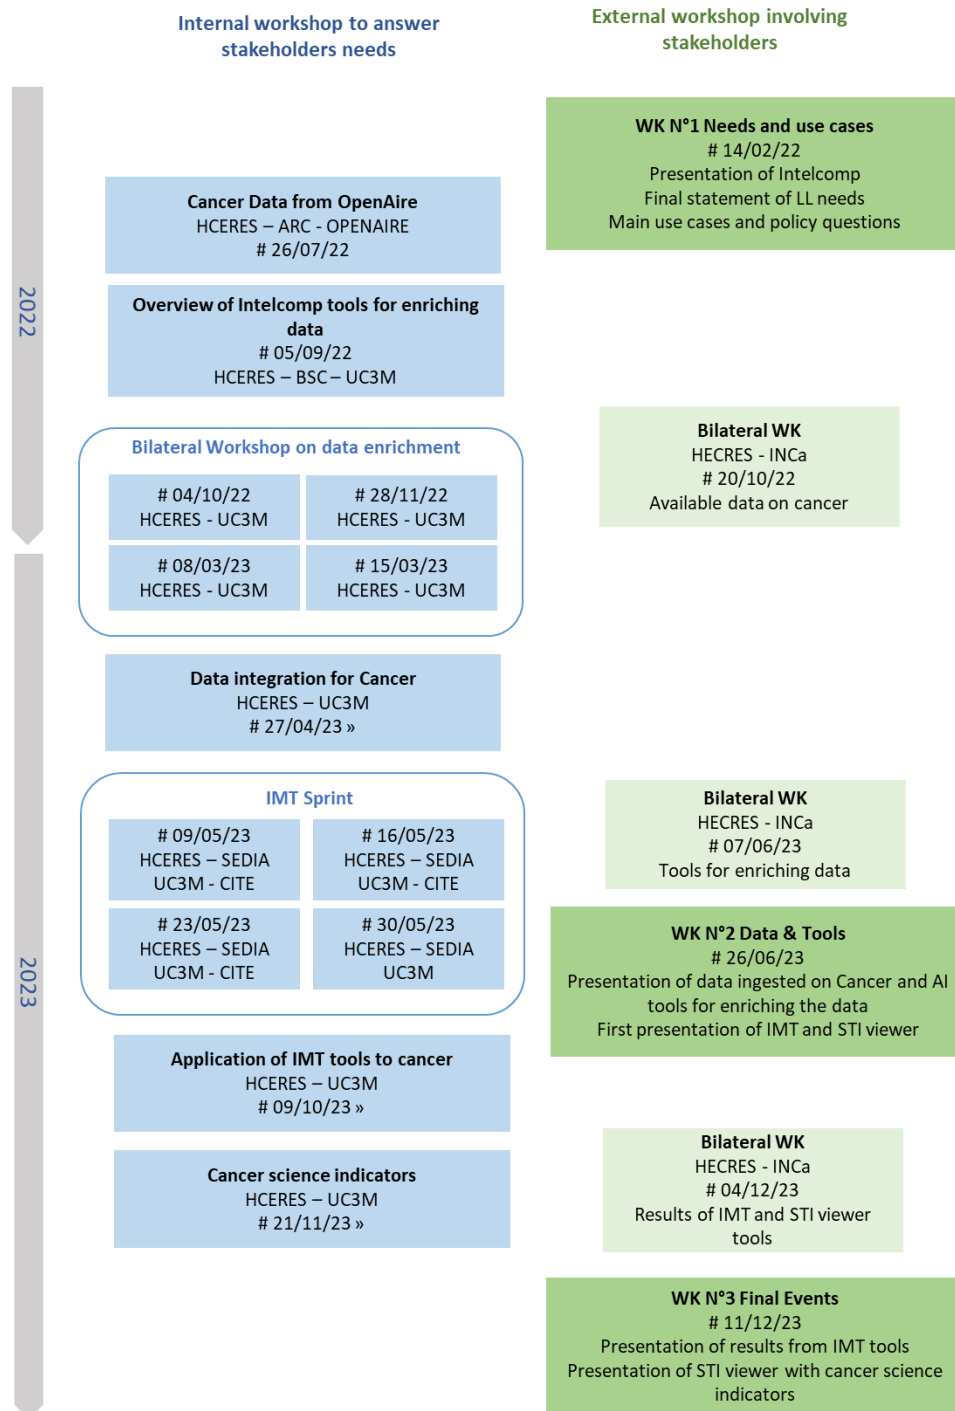 Internal workshop to answer
stakeholders needs
External workshop involving
stakeholders
WK N°1 Needs and use cases
# 14/02/22
Presentation of Intelcomp
Final statement of LL needs
Main use cases and policy questions
Cancer Data from OpenAire
HCERES – ARC - OPENAIRE
# 26/07/22
2022
Overview of Intelcomp tools for enriching
data
# 05/09/22
HCERES – BSC – UC3M
Bilateral Workshop on data enrichment
# 04/10/22
HCERES - UC3M
# 28/11/22
HCERES - UC3M
# 08/03/23
HCERES - UC3M
# 15/03/23
HCERES - UC3M
Bilateral WK
HECRES - INCa
# 20/10/22
Available data on cancer
Data integration for Cancer
HCERES – UC3M
# 27/04/23 »
2023
IMT Sprint
# 09/05/23
HCERES – SEDIA
UC3M - CITE
# 16/05/23
HCERES – SEDIA
UC3M - CITE
# 23/05/23
HCERES – SEDIA
UC3M - CITE
# 30/05/23
HCERES – SEDIA
UC3M
Bilateral WK
HECRES - INCa
# 07/06/23
Tools for enriching data
WK N°2 Data & Tools
# 26/06/23
Presentation of data ingested on Cancer and AI
tools for enriching the data
First presentation of IMT and STI viewer
Application of IMT tools to cancer
HCERES – UC3M
# 09/10/23 »
Cancer science indicators
HCERES – UC3M
# 21/11/23 »
Bilateral WK
HECRES - INCa
# 04/12/23
Results of IMT and STI viewer
tools
WK N°3 Final Events
# 11/12/23
Presentation of results from IMT tools
Presentation of STI viewer with cancer science
indicators